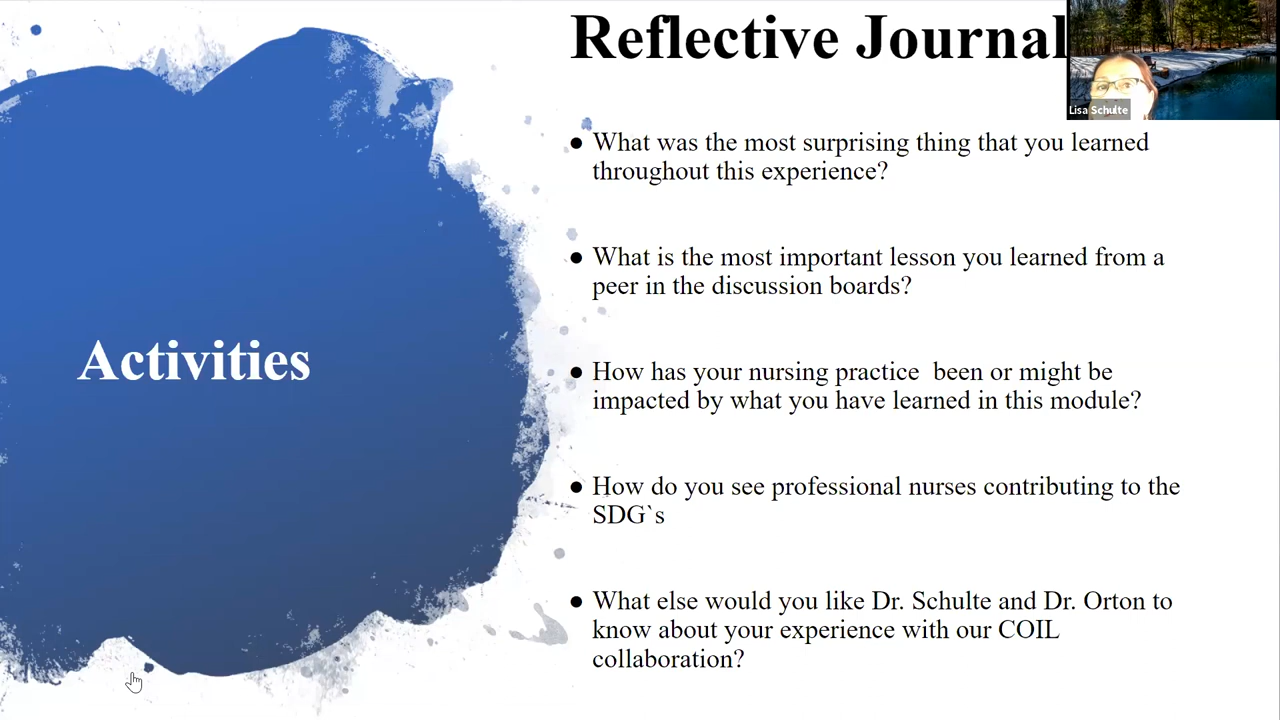 Reflective Journal
Lisa Schulte
● What was the most surprising thing that you learned
throughout this experience?
● What is the most important lesson you learned from a
peer in the discussion boards?
Activities
● How has your nursing practice  been or might be
impacted by what you have learned in this module?
● How do you see professional nurses contributing to the
SDG`s
● What else would you like Dr. Schulte and Dr. Orton to
know about your experience with our COIL
collaboration?